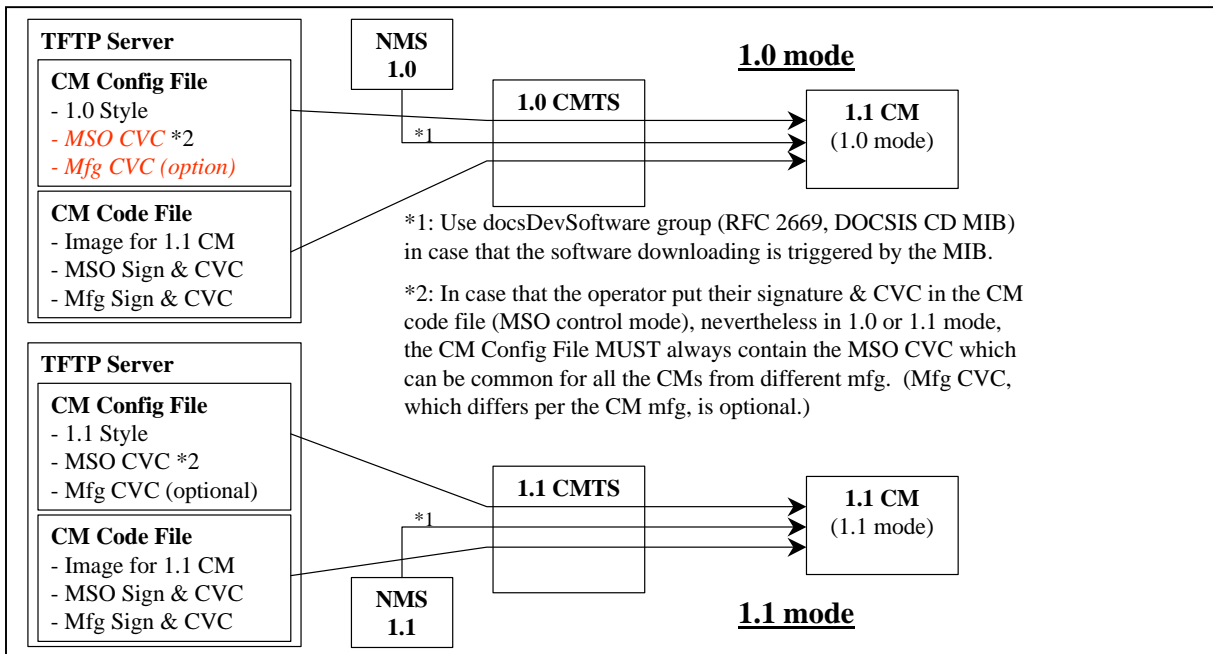 TFTP Server
CM Config File
- 1.0 Style
- MSO CVC *2
- Mfg CVC (option)
CM Code File
- Image for 1.1 CM
- MSO Sign & CVC
- Mfg Sign & CVC
NMS
1.0
*1
1.0 CMTS
1.0 mode
1.1 CM
(1.0 mode)
*1: Use docsDevSoftware group (RFC 2669, DOCSIS CD MIB)
in case that the software downloading is triggered by the MIB.
*2: In case that the operator put their signature & CVC in the CM
code file (MSO control mode), nevertheless in 1.0 or 1.1 mode,
the CM Config File MUST always contain the MSO CVC which
can be common for all the CMs from different mfg. (Mfg CVC,
which differs per the CM mfg, is optional.)
TFTP Server
CM Config File
- 1.1 Style
- MSO CVC *2
- Mfg CVC (optional)
CM Code File
- Image for 1.1 CM
- MSO Sign & CVC
- Mfg Sign & CVC
*1
NMS
1.1
1.1 CMTS
1.1 CM
(1.1 mode)
1.1 mode